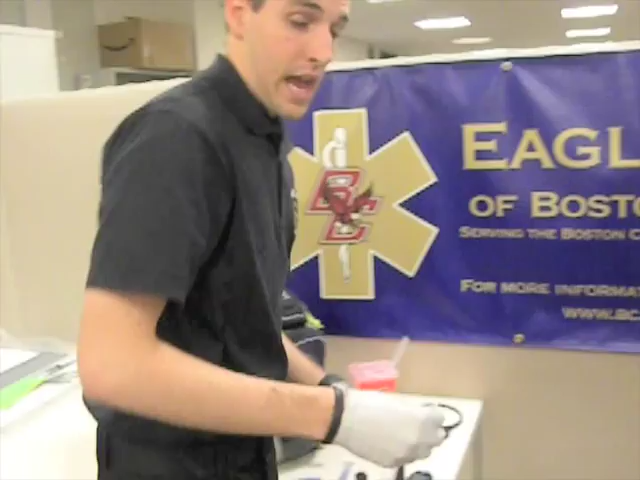 BC
EAGL
OF BOSTO
SERVING THE BOSTON C
FOR MORE INFORMAT
WWW.BC